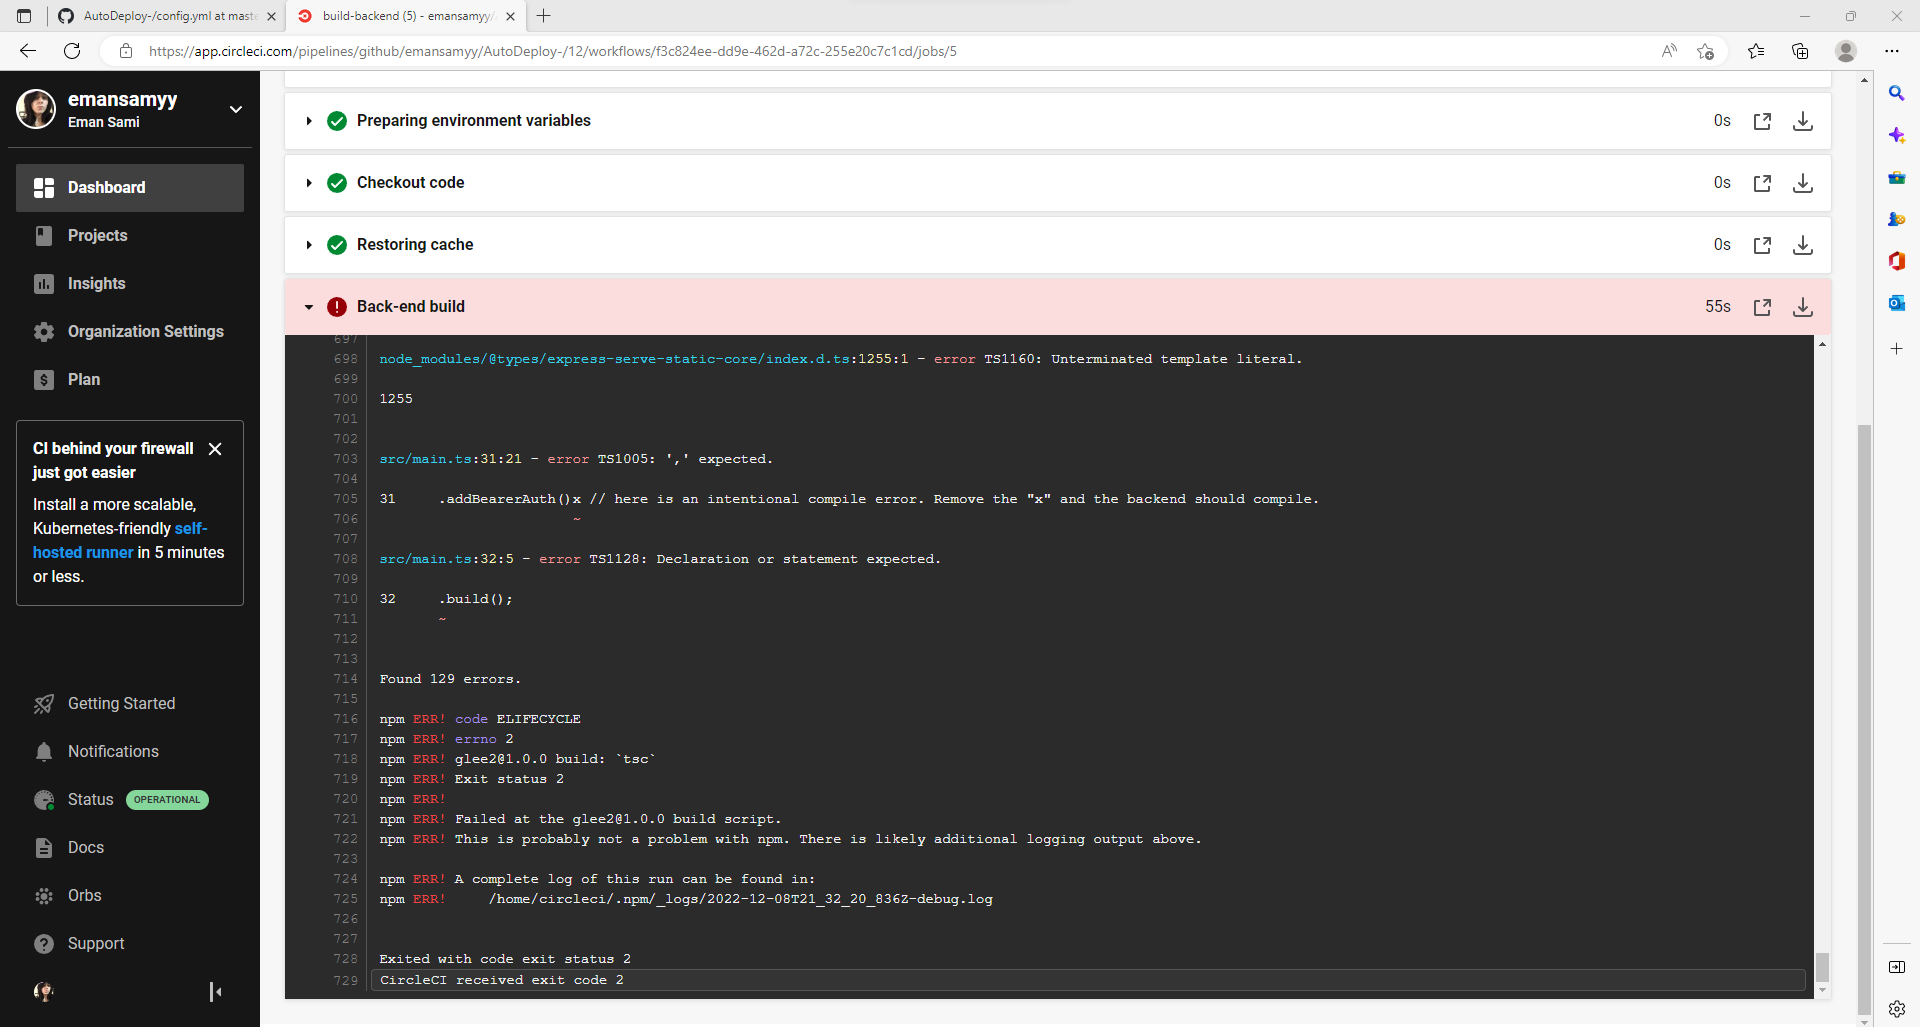 AutoDeploy-/config.yml at maste
build-backend (5) - emansamyy/
https://app.circleci.com/pipelines/github/emansamyy/AutoDeploy-/12/workflows/f3c824ee-dd9e-462d-a72c-255e20c7c1cd/jobs/5
emansamyy
Eman Sami
Dashboard
Projects
Insights
Organization Settings
Plan
CI behind your firewall
just got easier
Install a more scalable,
Kubernetes-friendly self-
hosted runner in 5 minutes
or less.
Getting Started
Notifications
Status OPERATIONAL
Docs
Orbs
Support
Preparing environment variables 0s
Checkout code 0s
Restoring cache 0s
Back-end build 55s
697
698 node_modules/@types/express-serve-static-core/index.d.ts:1255:1 - error TS1160: Unterminated template literal.
699
700 1255
701
702
703 src/main.ts:31:21 - error TS1005: ',' expected.
704
705 31     .addBearerAuth()x // here is an intentional compile error. Remove the "x" and the backend should compile.
706 ~
707
708 src/main.ts:32:5 - error TS1128: Declaration or statement expected.
709
710 32     .build();
711 ~
712
713
714 Found 129 errors.
715
716 npm ERR! code ELIFECYCLE
717 npm ERR! errno 2
718 npm ERR! glee2@1.0.0 build: `tsc`
719 npm ERR! Exit status 2
720 npm ERR!
721 npm ERR! Failed at the glee2@1.0.0 build script.
722 npm ERR! This is probably not a problem with npm. There is likely additional logging output above.
723
724 npm ERR! A complete log of this run can be found in:
725 npm ERR!     /home/circleci/.npm/_logs/2022-12-08T21_32_20_836Z-debug.log
726
727
728 Exited with code exit status 2
729 CircleCI received exit code 2